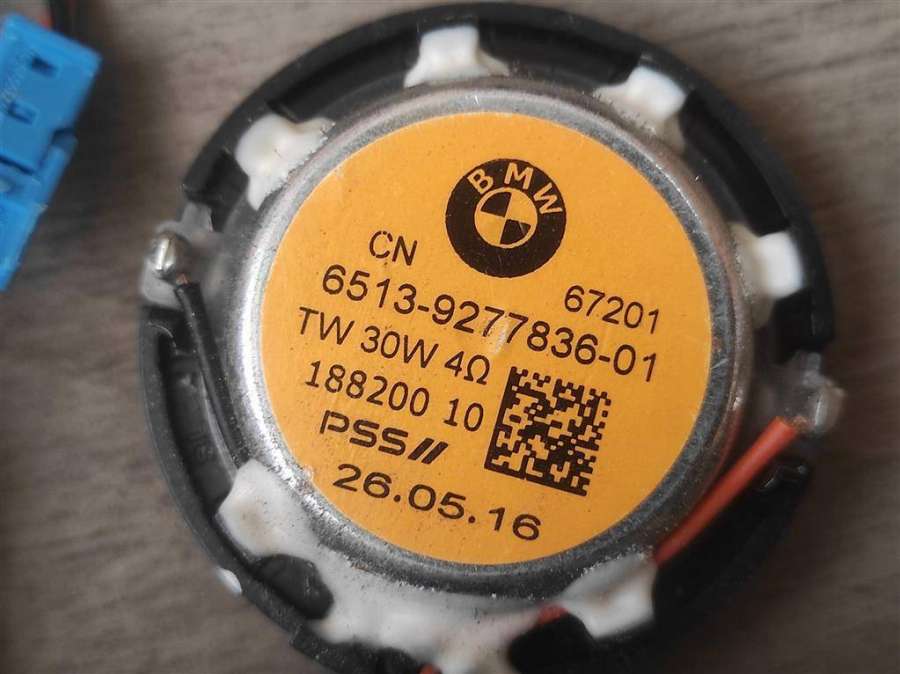 BMW
CN
67201
6513-9277836-01
TW 30W 4Ω
188200 10
PSS//
26.05.16